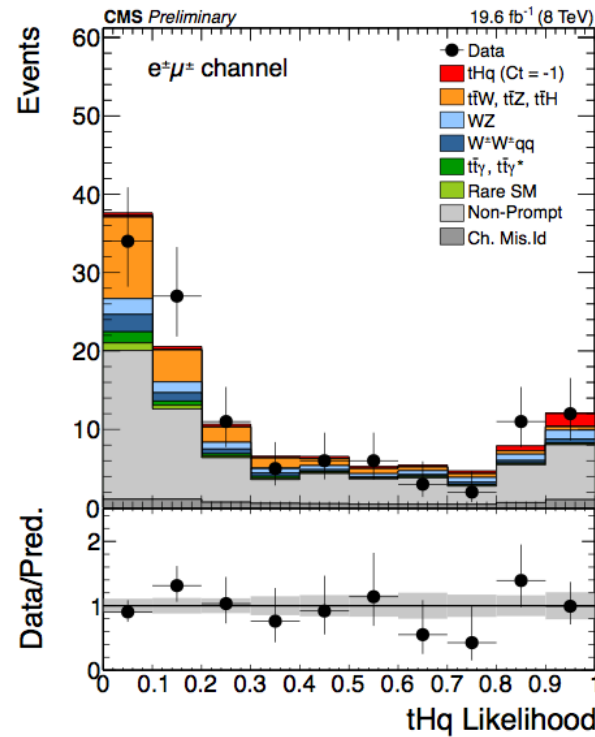 CMS Preliminary 19.6 fb⁻¹ (8 TeV)
Events
60
50
40
30
20
10
0
e±μ± channel
Data
tHq (Ct = -1)
tt̄W, tt̄Z, tt̄H
WZ
W±W±qq
tt̄γ, tt̄γ*
Rare SM
Non-Prompt
Ch. Mis.Id
Data/Pred.
2
1
0
0 0.1 0.2 0.3 0.4 0.5 0.6 0.7 0.8 0.9 1
tHq Likelihood